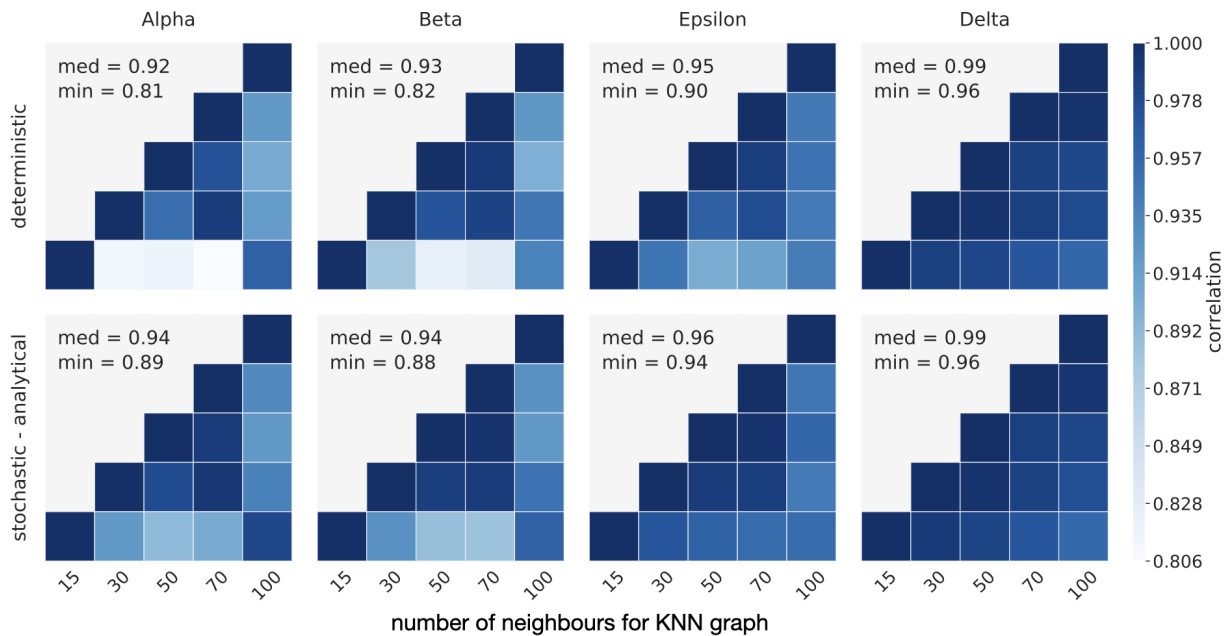 Alpha
Beta
Epsilon
Delta
deterministic
med = 0.92
min = 0.81
med = 0.93
min = 0.82
med = 0.95
min = 0.90
med = 0.99
min = 0.96
stochastic - analytical
med = 0.94
min = 0.89
med = 0.94
min = 0.88
med = 0.96
min = 0.94
med = 0.99
min = 0.96
15 30 50 70 100
15 30 50 70 100
15 30 50 70 100
15 30 50 70 100
number of neighbours for KNN graph
1.000
0.978
0.957
0.935
0.914
0.892
0.871
0.849
0.828
0.806
correlation